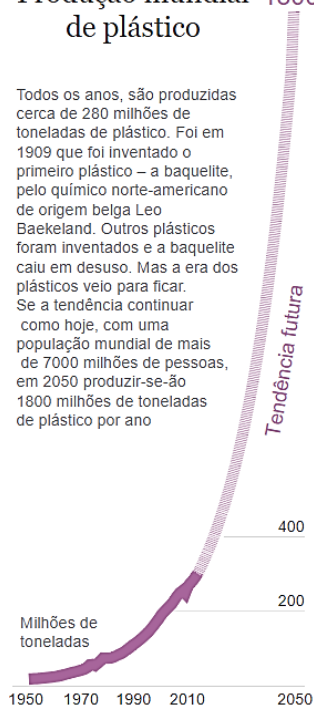 de plástico
Todos os anos, são produzidas
cerca de 280 milhões de
toneladas de plástico. Foi em
1909 que foi inventado o
primeiro plástico – a baquelite,
pelo químico norte-americano
de origem belga Leo
Baekeland. Outros plásticos
foram inventados e a baquelite
caiu em desuso. Mas a era dos
plásticos veio para ficar.
Se a tendência continuar
como hoje, com uma
população mundial de mais
de 7000 milhões de pessoas,
em 2050 produzir-se-ão
1800 milhões de toneladas
de plástico por ano
Tendência futura
400
200
Milhões de
toneladas
1950 1970 1990 2010 2050